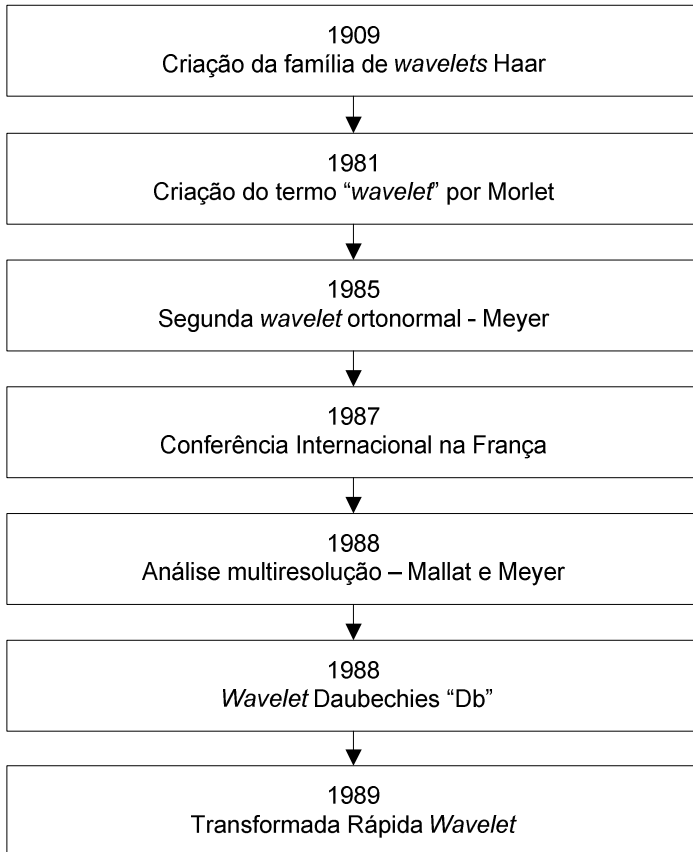 1909
Criação da família de wavelets Haar
1981
Criação do termo “wavelet” por Morlet
1985
Segunda wavelet ortonormal - Meyer
1987
Conferência Internacional na França
1988
Análise multiresolução – Mallat e Meyer
1988
Wavelet Daubechies “Db”
1989
Transformada Rápida Wavelet